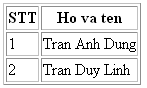 STT Ho va ten
1 Tran Anh Dung
2 Tran Duy Linh